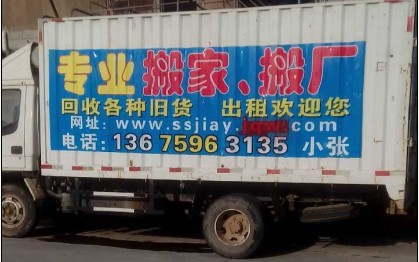 专业搬家、搬厂
回收各种旧货 出租欢迎您
网址：www.ssjiay. com
电话：136 7596 3135 小张